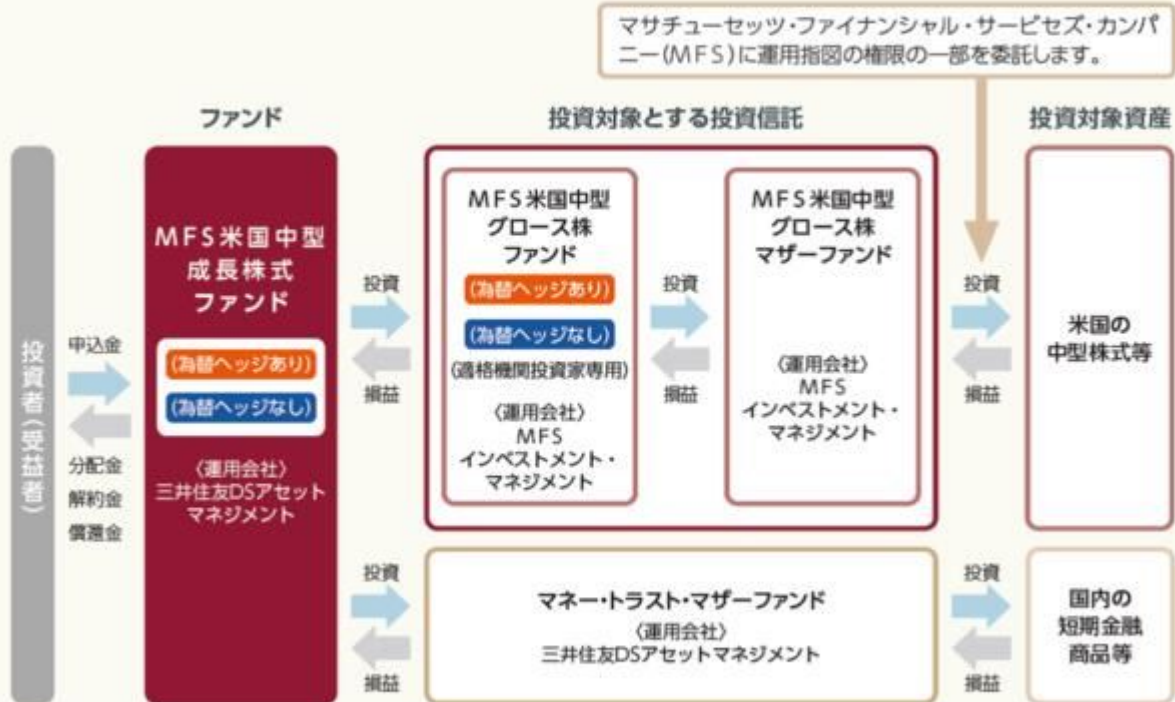 マサチューセッツ・ファイナンシャル・サービセズ・カンパ
ニー(MFS)に運用指図の権限の一部を委託します。
ファンド
投資対象とする投資信託
投資対象資産
投資者(受益者)
申込金
分配金
解約金
償還金
MFS米国中型
成長株式
ファンド
(為替ヘッジあり)
(為替ヘッジなし)
〈運用会社〉
三井住友DSアセット
マネジメント
投資
損益
MFS米国中型
グロース株
ファンド
(為替ヘッジあり)
(為替ヘッジなし)
(適格機関投資家専用)
〈運用会社〉
MFS
インベストメント・
マネジメント
投資
損益
MFS米国中型
グロース株
マザーファンド
〈運用会社〉
MFS
インベストメント・
マネジメント
投資
損益
米国の
中型株式等
投資
損益
マネー・トラスト・マザーファンド
〈運用会社〉
三井住友DSアセットマネジメント
投資
損益
国内の
短期金融
商品等